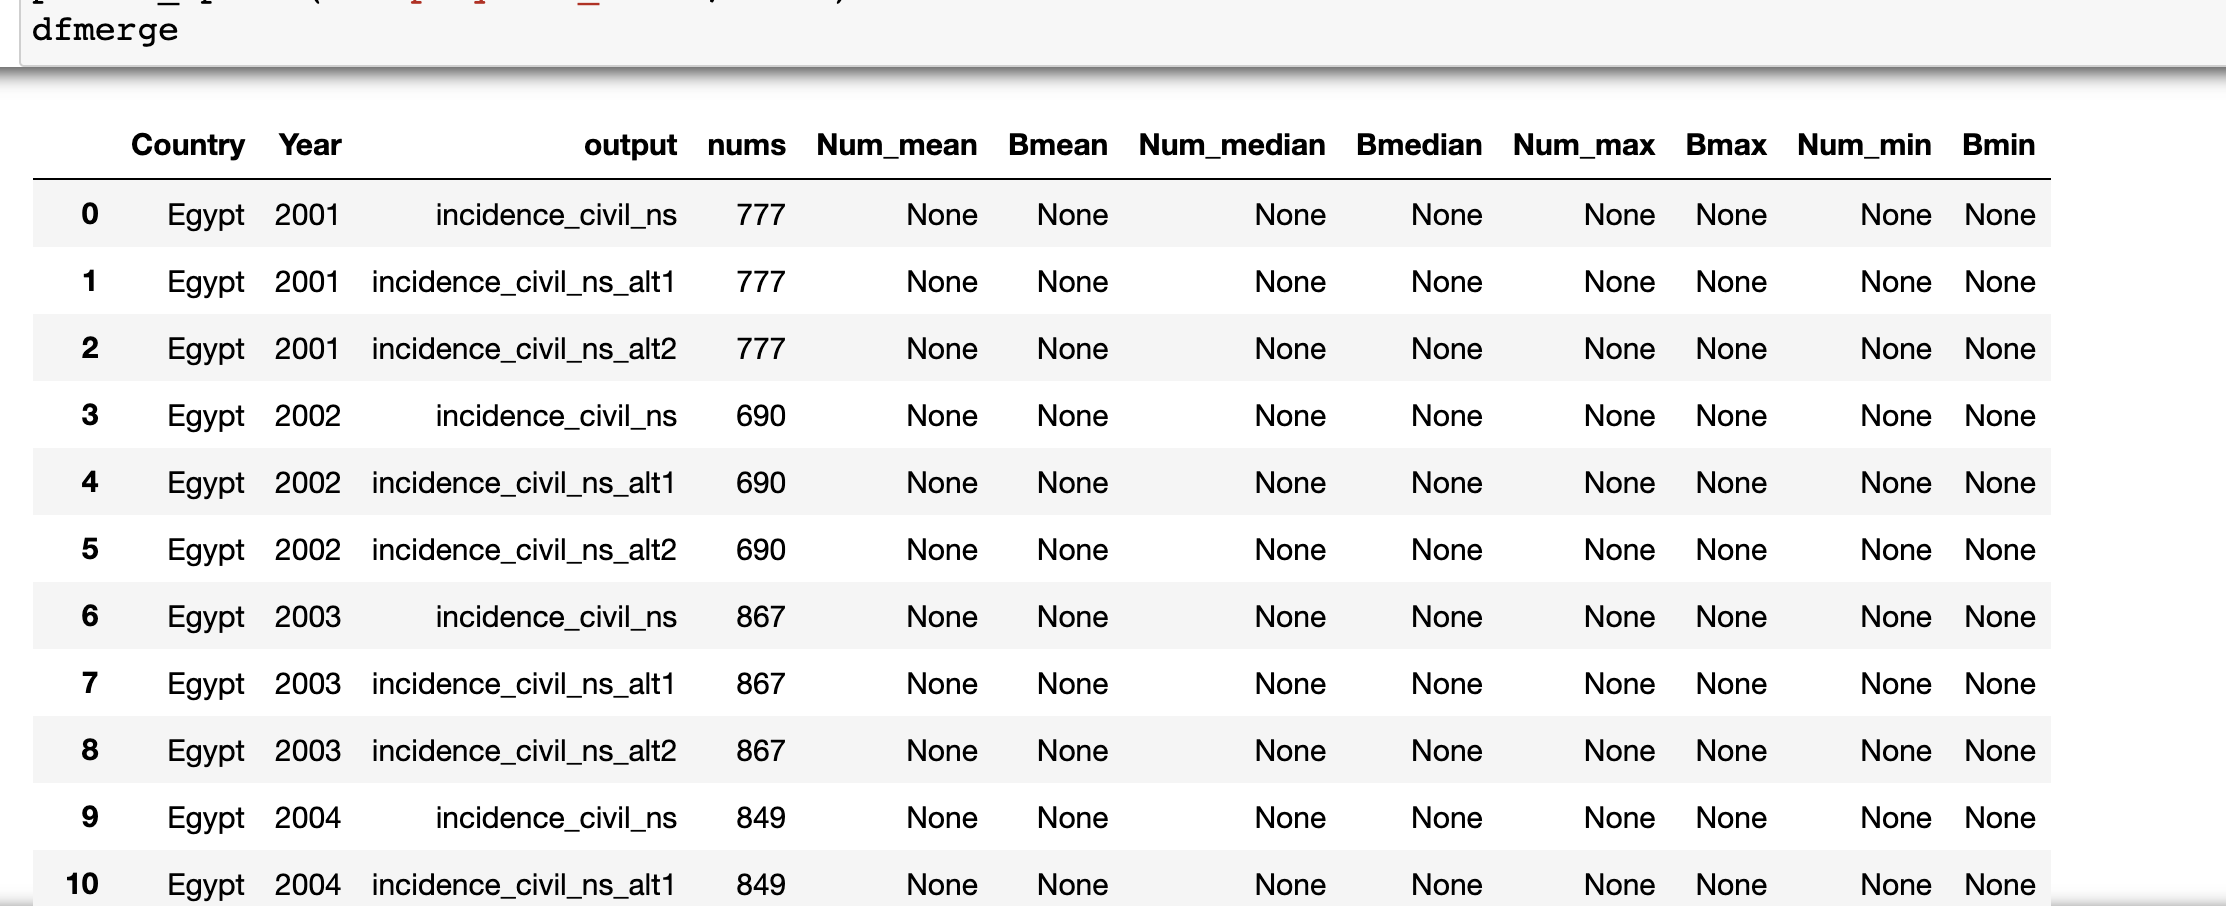 dfmerge
Country Year output nums Num_mean Bmean Num_median Bmedian Num_max Bmax Num_min Bmin
0 Egypt 2001 incidence_civil_ns 777 None None None None None None None None
1 Egypt 2001 incidence_civil_ns_alt1 777 None None None None None None None None
2 Egypt 2001 incidence_civil_ns_alt2 777 None None None None None None None None
3 Egypt 2002 incidence_civil_ns 690 None None None None None None None None
4 Egypt 2002 incidence_civil_ns_alt1 690 None None None None None None None None
5 Egypt 2002 incidence_civil_ns_alt2 690 None None None None None None None None
6 Egypt 2003 incidence_civil_ns 867 None None None None None None None None
7 Egypt 2003 incidence_civil_ns_alt1 867 None None None None None None None None
8 Egypt 2003 incidence_civil_ns_alt2 867 None None None None None None None None
9 Egypt 2004 incidence_civil_ns 849 None None None None None None None None
10 Egypt 2004 incidence_civil_ns_alt1 849 None None None None None None None None